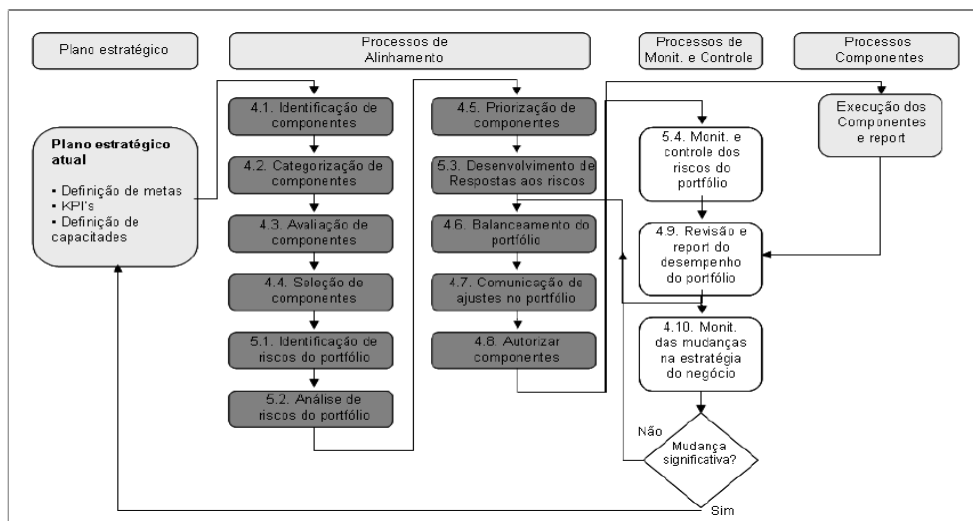 Plano estratégico
Processos de
Alinhamento
Processos de
Monit. e Controle
Processos
Componentes
Plano estratégico
atual
▪ Definição de metas
▪ KPI's
▪ Definição de
capacitades
4.1. Identificação de
componentes
4.2. Categorização de
componentes
4.3. Avaliação de
componentes
4.4. Seleção de
componentes
5.1. Identificação de
riscos do portfólio
5.2. Análise de
riscos do portfólio
4.5. Priorização de
componentes
5.3. Desenvolvimento de
Respostas aos riscos
4.6. Balanceamento do
portfólio
4.7. Comunicação de
ajustes no portfólio
4.8. Autorizar
componentes
5.4. Monit. e
controle dos
riscos do
portfólio
4.9. Revisão e
report do
desempenho
do portfólio
4.10. Monit.
das mudanças
na estratégia
do negócio
Execução dos
Componentes
e report
Não
Mudança
significativa?
Sim